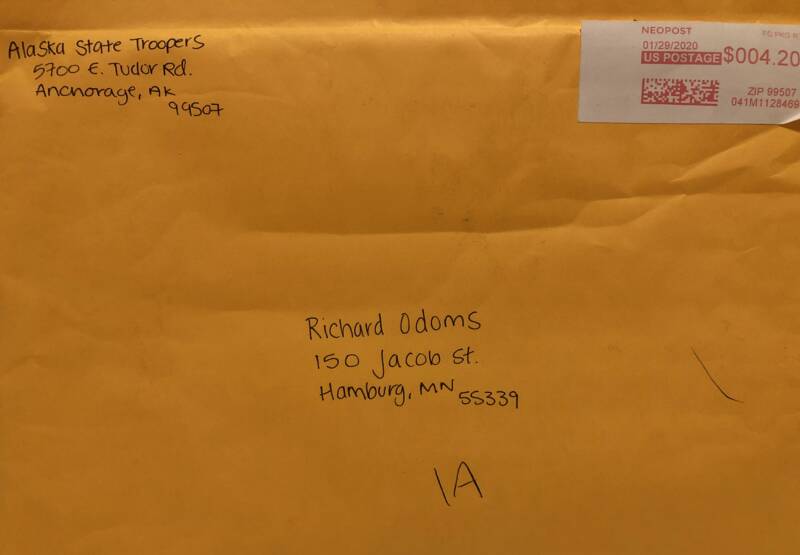 Alaska State Troopers
5700 E. Tudor Rd.
Anchorage, AK
99507
NEOPOST
01/29/2020
US POSTAGE $004.20
ZIP 99507
041M1128469
Richard Odoms
150 Jacob St.
Hamburg, MN 55339
1A